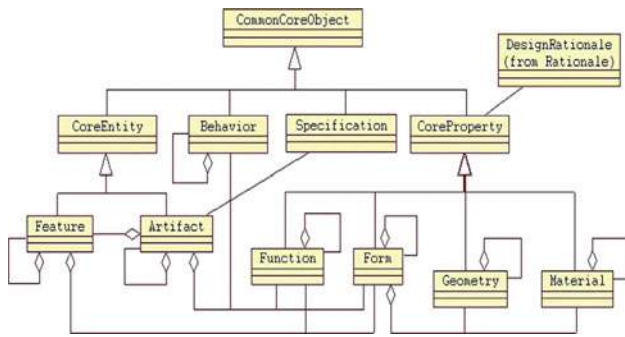 CommonCoreObject
DesignRationale
(from Rationale)
CoreEntity
Behavior
Specification
CoreProperty
Feature
Artifact
Function
Form
Geometry
Material